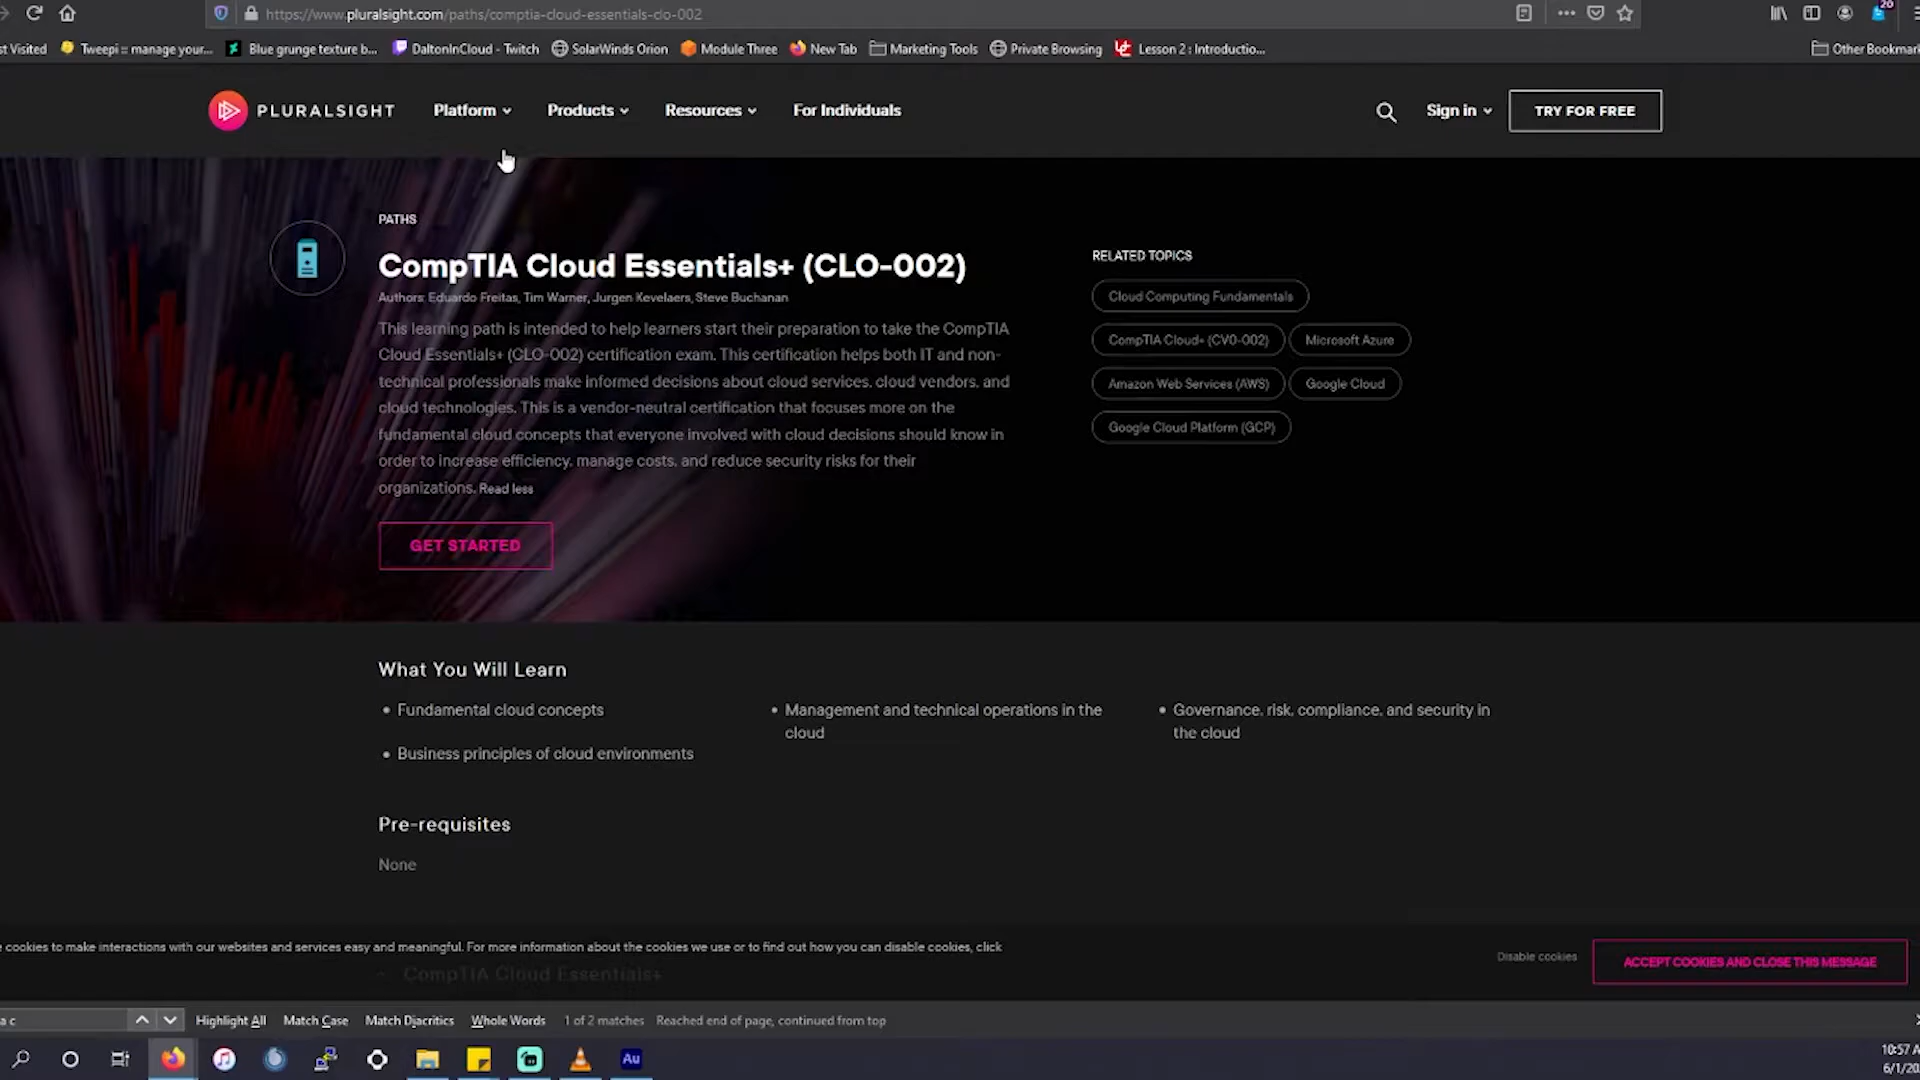 https://www.pluralsight.com/paths/comptia-cloud-essentials-clo-002
20
st Visited
Tweepi :: manage your...
Blue grunge texture b...
DaltonInCloud - Twitch
SolarWinds Orion
Module Three
New Tab
Marketing Tools
Private Browsing
Lesson 2 : Introductio...
Other Bookmark
PLURALSIGHT
Platform
Products
Resources
For Individuals
Sign in
TRY FOR FREE
PATHS
CompTIA Cloud Essentials+ (CLO-002)
Authors: Eduardo Freitas, Tim Warner, Jurgen Kevelaers, Steve Buchanan
This learning path is intended to help learners start their preparation to take the CompTIA
Cloud Essentials+ (CLO-002) certification exam. This certification helps both IT and non-
technical professionals make informed decisions about cloud services, cloud vendors, and
cloud technologies. This is a vendor-neutral certification that focuses more on the
fundamental cloud concepts that everyone involved with cloud decisions should know in
order to increase efficiency, manage costs, and reduce security risks for their
organizations. Read less
GET STARTED
RELATED TOPICS
Cloud Computing Fundamentals
CompTIA Cloud+ (CV0-002)
Microsoft Azure
Amazon Web Services (AWS)
Google Cloud
Google Cloud Platform (GCP)
What You Will Learn
• Fundamental cloud concepts
• Business principles of cloud environments
• Management and technical operations in the
cloud
• Governance, risk, compliance, and security in
the cloud
Pre-requisites
None
cookies to make interactions with our websites and services easy and meaningful. For more information about the cookies we use or to find out how you can disable cookies, click
Disable cookies
ACCEPT COOKIES AND CLOSE THIS MESSAGE
CompTIA Cloud Essentials+
a c
Highlight All
Match Case
Match Diacritics
Whole Words
1 of 2 matches
Reached end of page, continued from top
Au
10:57 A
6/1/20